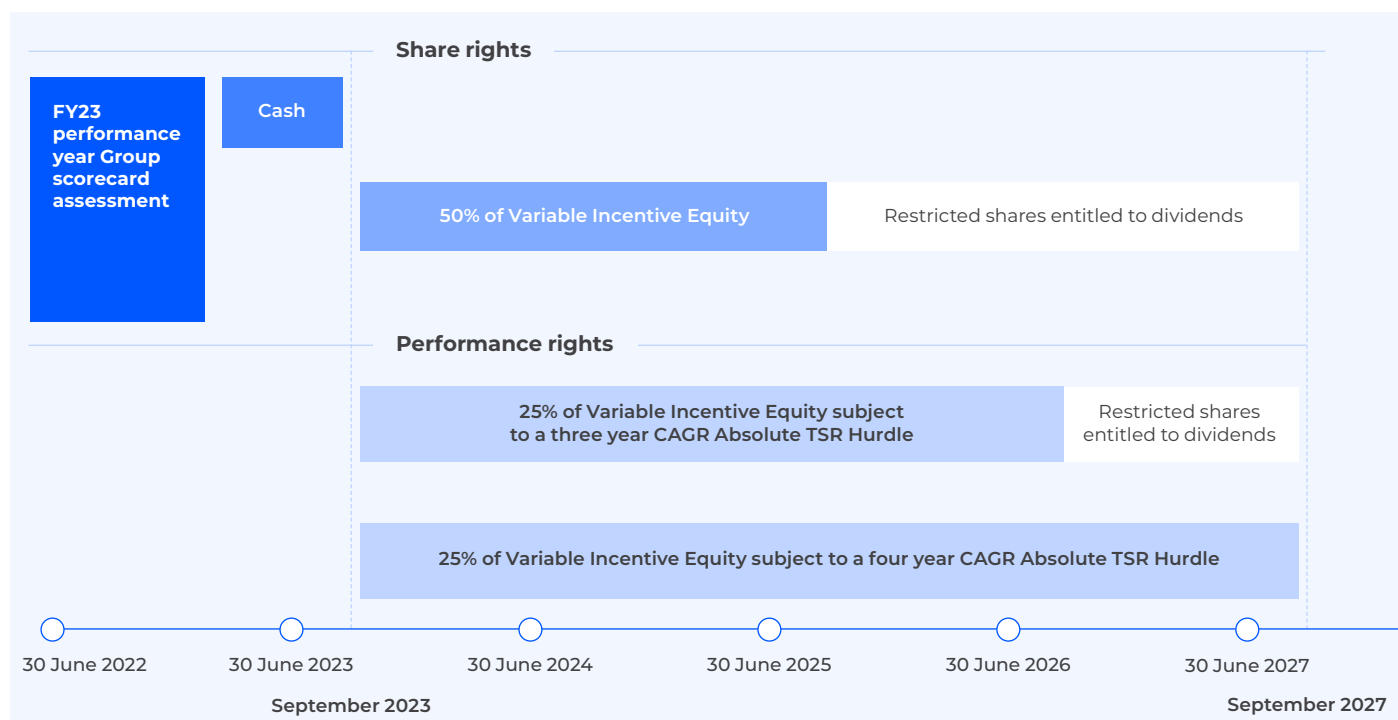 Share rights
FY23
performance
year Group
scorecard
assessment
Cash
50% of Variable Incentive Equity
Restricted shares entitled to dividends
Performance rights
25% of Variable Incentive Equity subject
to a three year CAGR Absolute TSR Hurdle
Restricted shares
entitled to dividends
25% of Variable Incentive Equity subject to a four year CAGR Absolute TSR Hurdle
30 June 2022
30 June 2023
30 June 2024
30 June 2025
30 June 2026
30 June 2027
September 2023
September 2027